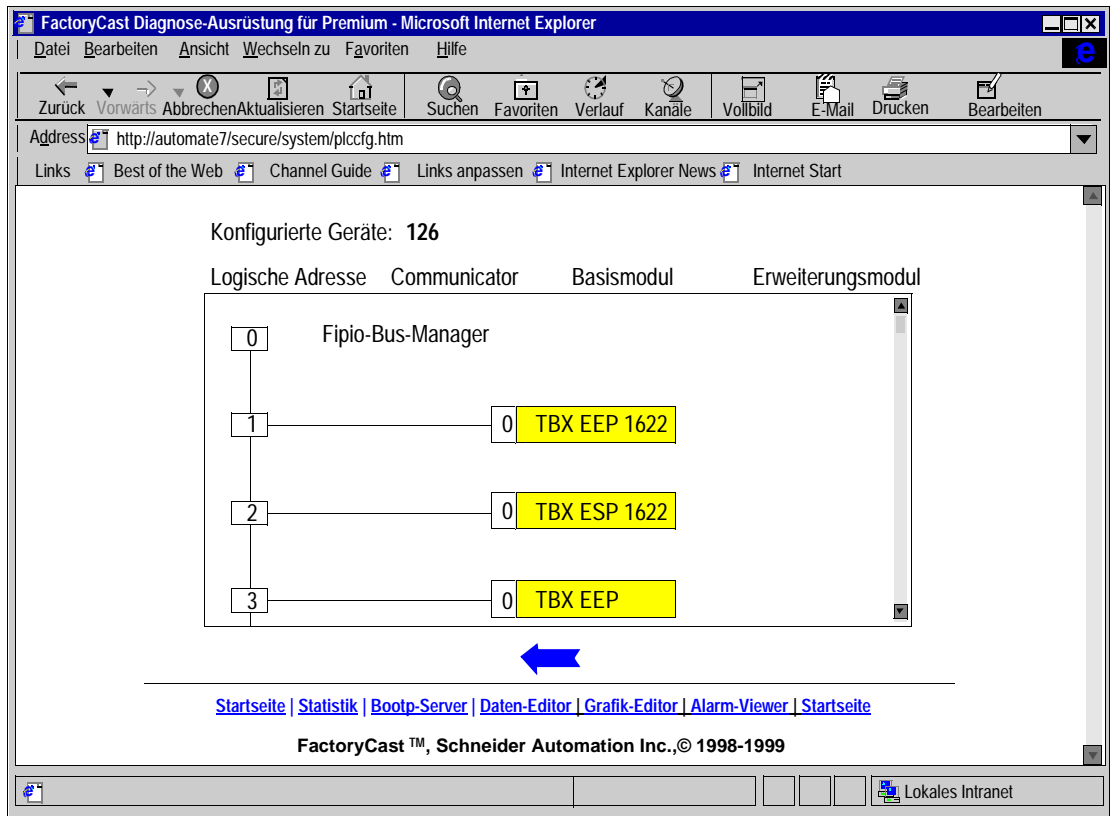 FactoryCast Diagnose-Ausrüstung für Premium - Microsoft Internet Explorer
Datei Bearbeiten Ansicht Wechseln zu Favoriten Hilfe
Zurück Vorwärts Abbrechen Aktualisieren Startseite Suchen Favoriten Verlauf Kanäle Vollbild E-Mail Drucken Bearbeiten
Address http://automate7/secure/system/plccfg.htm
Links Best of the Web Channel Guide Links anpassen Internet Explorer News Internet Start
Konfigurierte Geräte: 126
Logische Adresse Communicator Basismodul Erweiterungsmodul
0 Fipio-Bus-Manager
1 0 TBX EEP 1622
2 0 TBX ESP 1622
3 0 TBX EEP
Startseite | Statistik | Bootp-Server | Daten-Editor | Grafik-Editor | Alarm-Viewer | Startseite
FactoryCast ™, Schneider Automation Inc.,© 1998-1999
Lokales Intranet